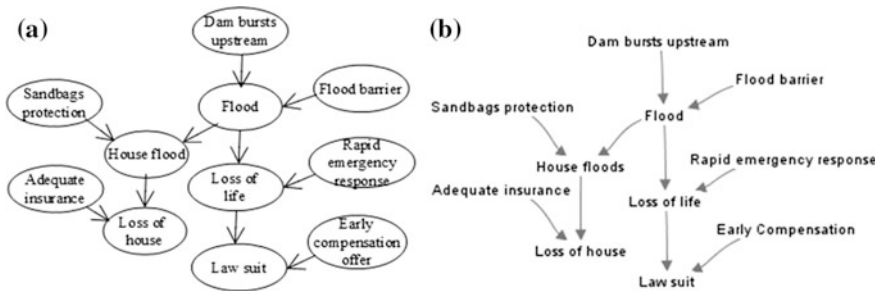 (a)
Dam bursts
upstream
Sandbags
protection
Flood
Flood barrier
House flood
Rapid
emergency
response
Adequate
insurance
Loss of
life
Loss of
house
Early
compensation
offer
Law suit
(b)
Dam bursts upstream
Flood barrier
Sandbags protection
Flood
House floods
Rapid emergency response
Adequate insurance
Loss of life
Early Compensation
Loss of house
Law suit